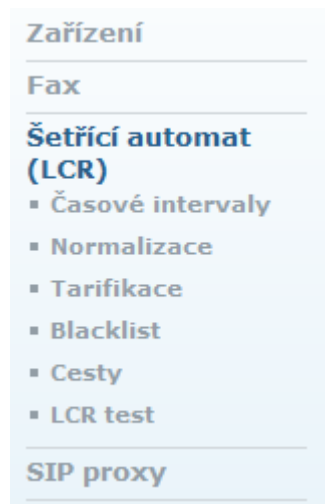 Zařízení
Fax
Šetřící automat
(LCR)
Časové intervaly
Normalizace
Tarifikace
Blacklist
Cesty
LCR test
SIP proxy